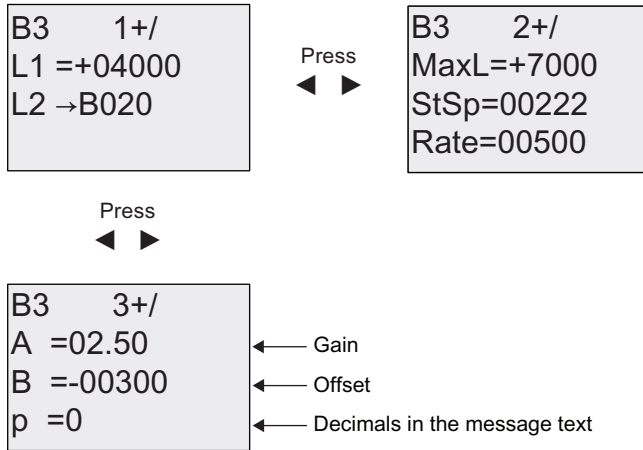 B3 1+/
L1 =+04000
L2 →B020
Press
◄ ►
B3 2+/
MaxL=+7000
StSp=00222
Rate=00500
Press
◄ ►
B3 3+/
A =02.50
B =-00300
p =0
Gain
Offset
Decimals in the message text